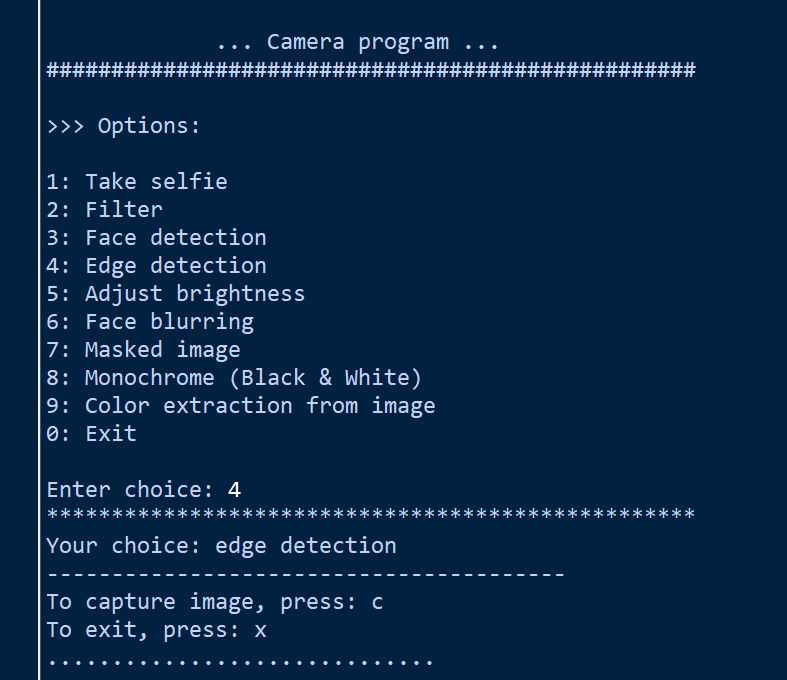 ... Camera program ...
##################################################
>>> Options:
1: Take selfie
2: Filter
3: Face detection
4: Edge detection
5: Adjust brightness
6: Face blurring
7: Masked image
8: Monochrome (Black & White)
9: Color extraction from image
0: Exit
Enter choice: 4
**************************************************
Your choice: edge detection
----------------------------------------
To capture image, press: c
To exit, press: x
..............................